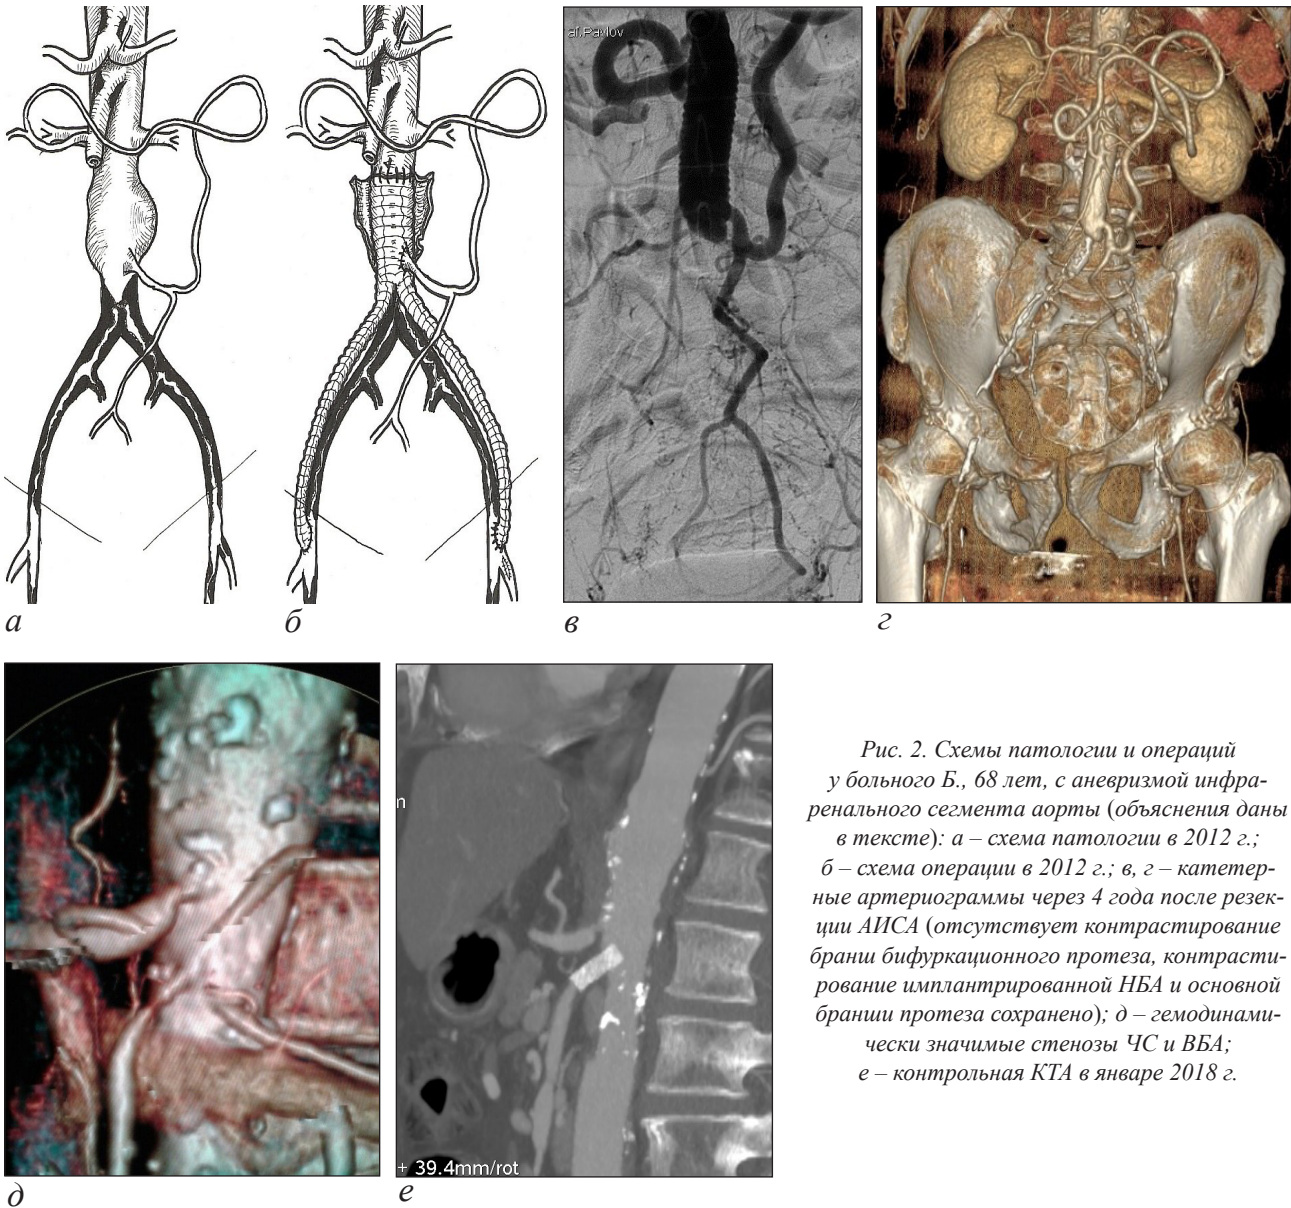 al.Pavlov
а
б
в
г
m
+ 39.4mm/rot
д
е
Рис. 2. Схемы патологии и операций
у больного Б., 68 лет, с аневризмой инфра-
ренального сегмента аорты (объяснения даны
в тексте): а – схема патологии в 2012 г.;
б – схема операции в 2012 г.; в, г – катетер-
ные артериограммы через 4 года после резек-
ции АИСА (отсутствует контрастирование
бранш бифуркационного протеза, контрасти-
рование имплантрированной НБА и основной
бранши протеза сохранено); д – гемодинами-
чески значимые стенозы ЧС и ВБА;
е – контрольная КТА в январе 2018 г.